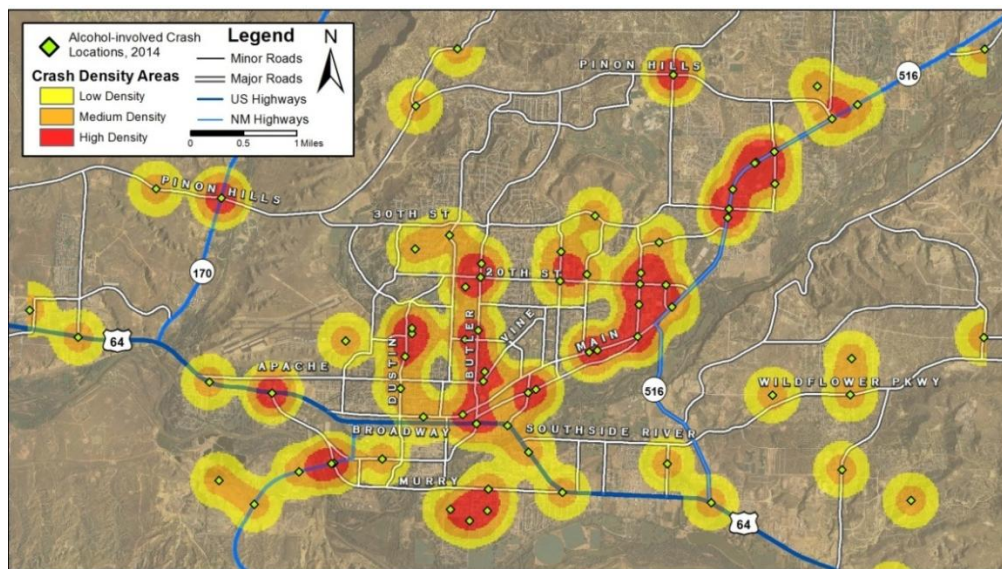 Alcohol-involved Crash
Locations, 2014
Crash Density Areas
Low Density
Medium Density
High Density
Legend
Minor Roads
Major Roads
US Highways
NM Highways
0 0.5 1 Miles
N
PINON HILLS
516
PINON HILLS
30TH ST
170
20TH ST
64
VINE
MAIN
BUTLER
DUSTIN
APACHE
516
WILDFLOWER PKWY
BROADWAY
SOUTHSIDE RIVER
MURRY
64